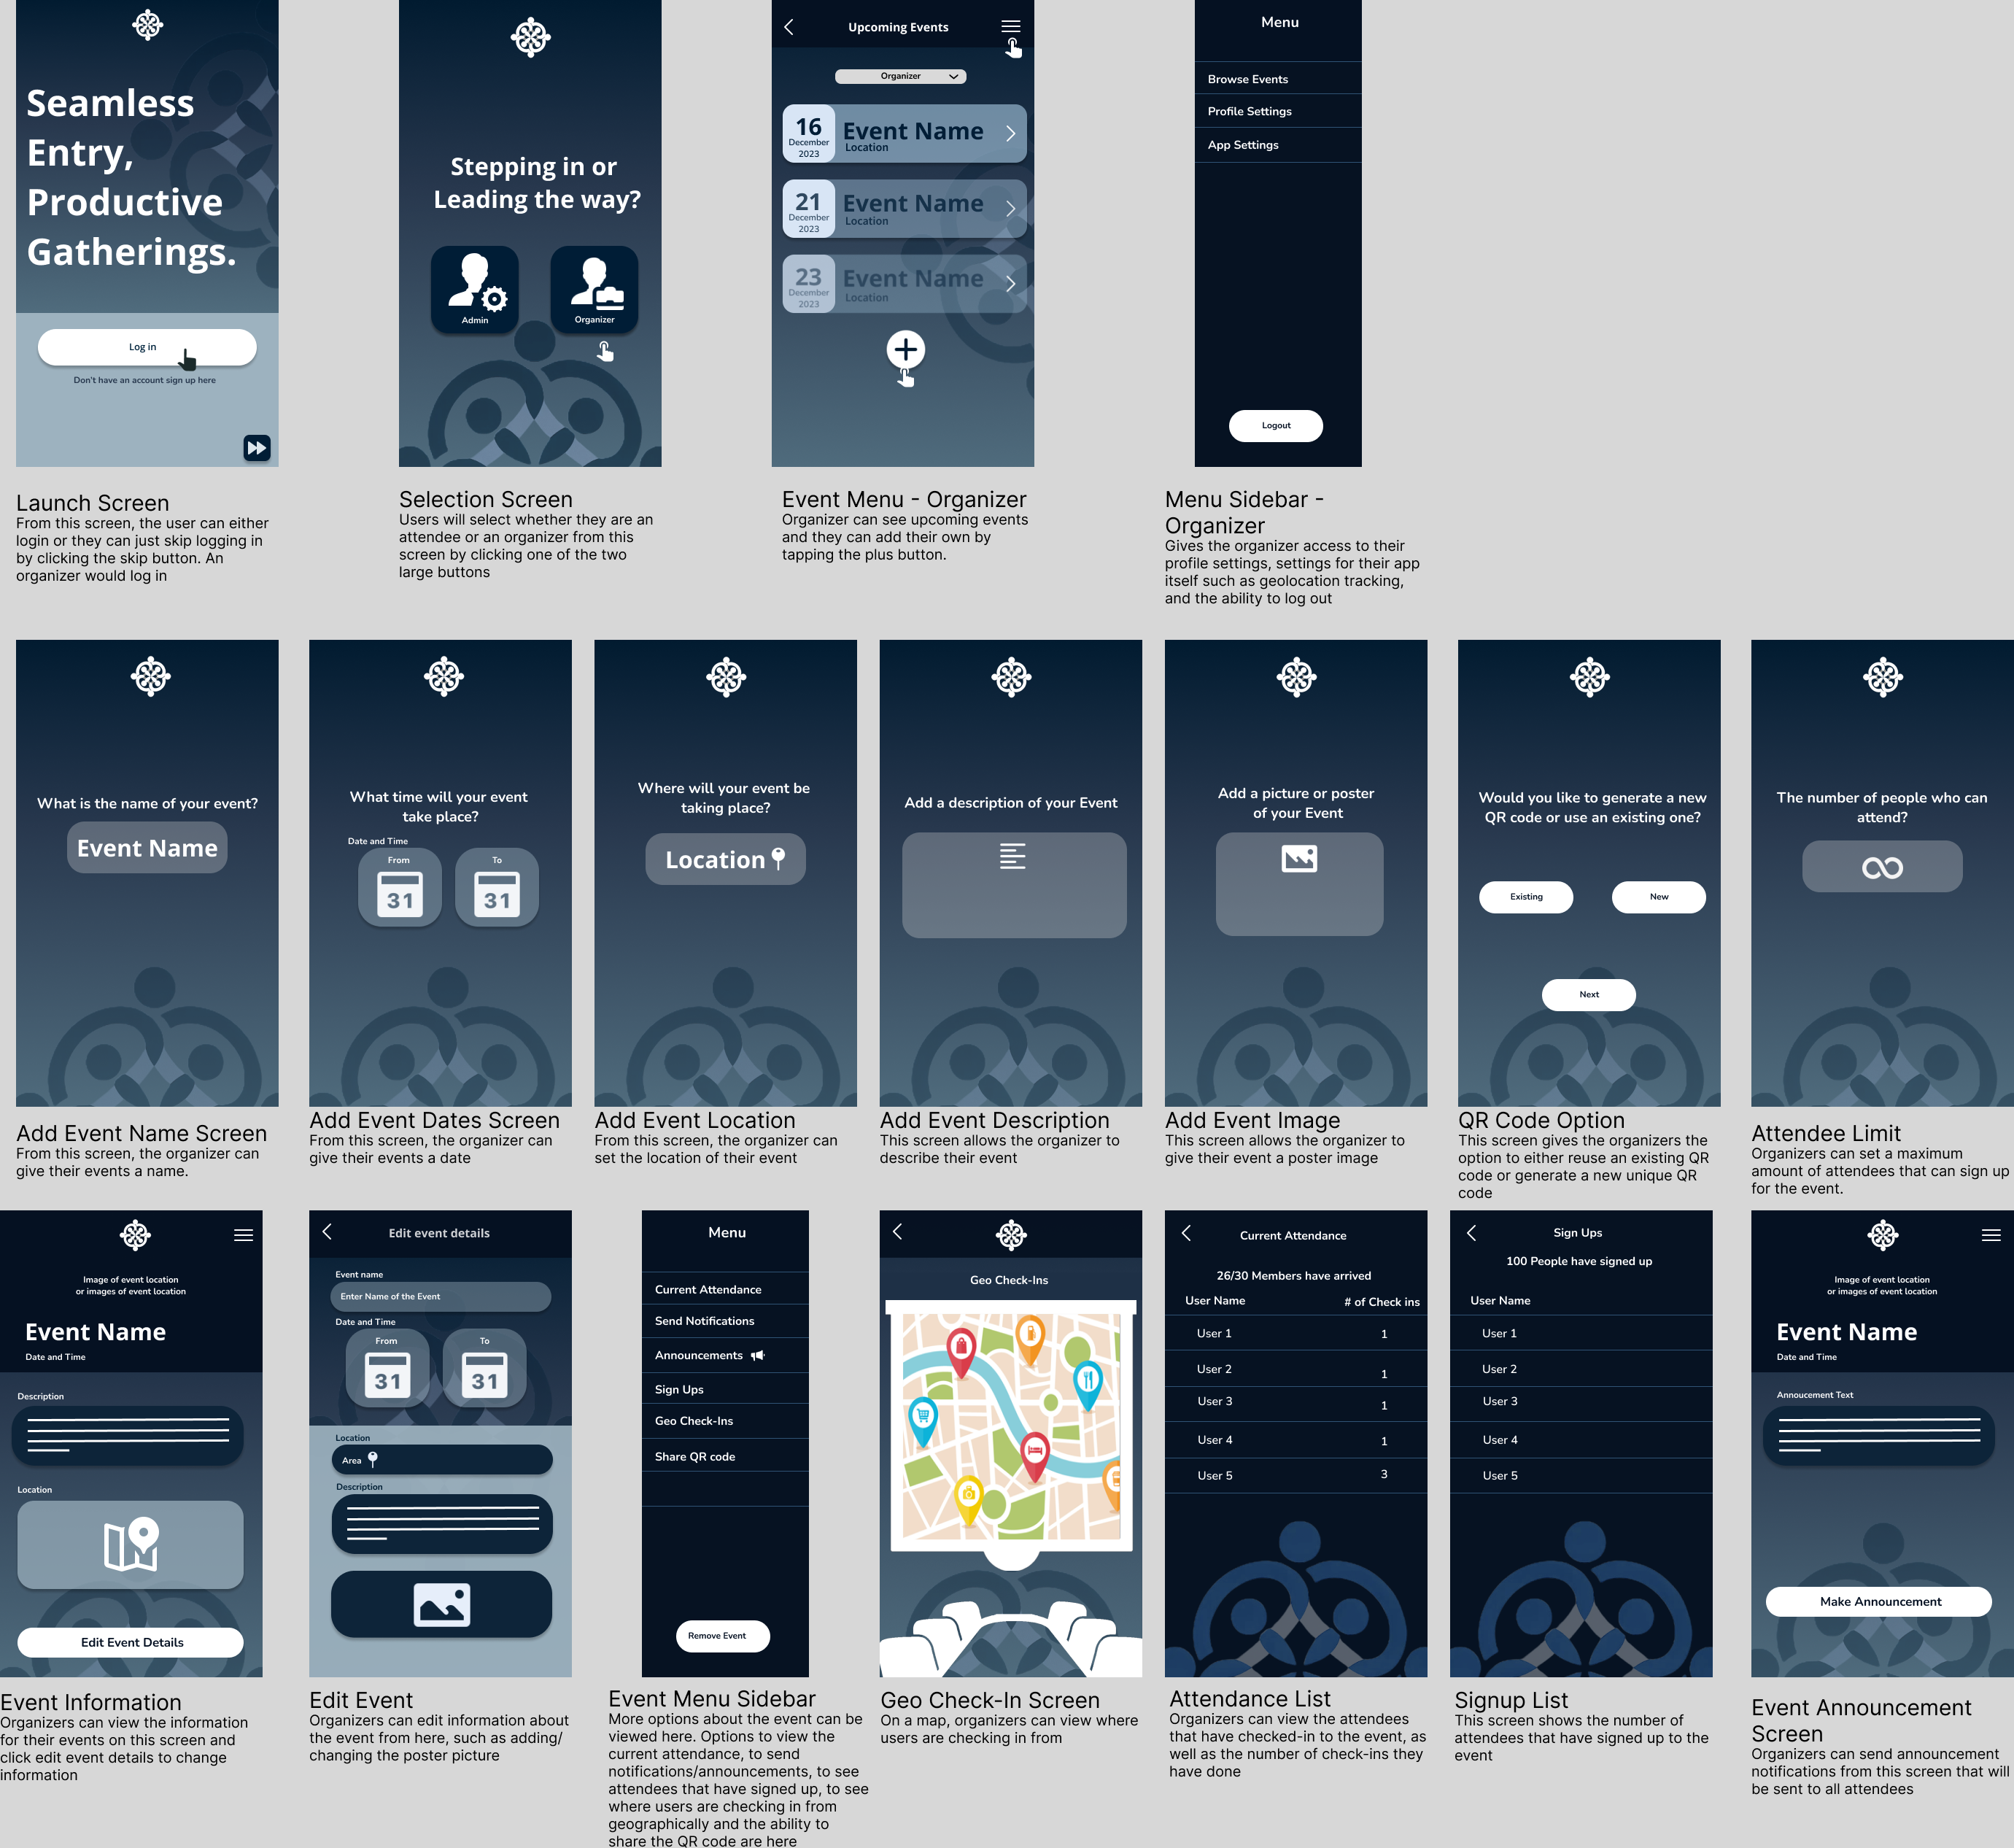 Seamless
Entry,
Productive
Gatherings.
Log in
Don't have an account sign up here
Launch Screen
From this screen, the user can either
login or they can just skip logging in
by clicking the skip button. An
organizer would log in
Stepping in or
Leading the way?
Admin
Organizer
Selection Screen
Users will select whether they are an
attendee or an organizer from this
screen by clicking one of the two
large buttons
Upcoming Events
Organizer
16
December
2023
Event Name
Location
21
December
2023
Event Name
Location
23
December
2023
Event Name
Location
Event Menu - Organizer
Organizer can see upcoming events
and they can add their own by
tapping the plus button.
Menu
Browse Events
Profile Settings
App Settings
Logout
Menu Sidebar -
Organizer
Gives the organizer access to their
profile settings, settings for their app
itself such as geolocation tracking,
and the ability to log out
What is the name of your event?
Event Name
Add Event Name Screen
From this screen, the organizer can
give their events a name.
What time will your event
take place?
Date and Time
From
31
To
31
Add Event Dates Screen
From this screen, the organizer can
give their events a date
Where will your event be
taking place?
Location
Add Event Location
From this screen, the organizer can
set the location of their event
Add a description of your Event
Add Event Description
This screen allows the organizer to
describe their event
Add a picture or poster
of your Event
Add Event Image
This screen allows the organizer to
give their event a poster image
Would you like to generate a new
QR code or use an existing one?
Existing
New
Next
QR Code Option
This screen gives the organizers the
option to either reuse an existing QR
code or generate a new unique QR
code
The number of people who can
attend?
Attendee Limit
Organizers can set a maximum
amount of attendees that can sign up
for the event.
Image of event location
or images of event location
Event Name
Date and Time
Description
Location
Edit Event Details
Event Information
Organizers can view the information
for their events on this screen and
click edit event details to change
information
Edit event details
Event name
Enter Name of the Event
Date and Time
From
31
To
31
Location
Area
Description
Edit Event
Organizers can edit information about
the event from here, such as adding/
changing the poster picture
Menu
Current Attendance
Send Notifications
Announcements
Sign Ups
Geo Check-Ins
Share QR code
Remove Event
Event Menu Sidebar
More options about the event can be
viewed here. Options to view the
current attendance, to send
notifications/announcements, to see
attendees that have signed up, to see
where users are checking in from
geographically and the ability to
share the QR code are here
Geo Check-Ins
Geo Check-In Screen
On a map, organizers can view where
users are checking in from
Current Attendance
26/30 Members have arrived
User Name # of Check ins
User 1 1
User 2 1
User 3 1
User 4 1
User 5 3
Attendance List
Organizers can view the attendees
that have checked-in to the event, as
well as the number of check-ins they
have done
Sign Ups
100 People have signed up
User Name
User 1
User 2
User 3
User 4
User 5
Signup List
This screen shows the number of
attendees that have signed up to the
event
Image of event location
or images of event location
Event Name
Date and Time
Annoucement Text
Make Announcement
Event Announcement
Screen
Organizers can send announcement
notifications from this screen that will
be sent to all attendees